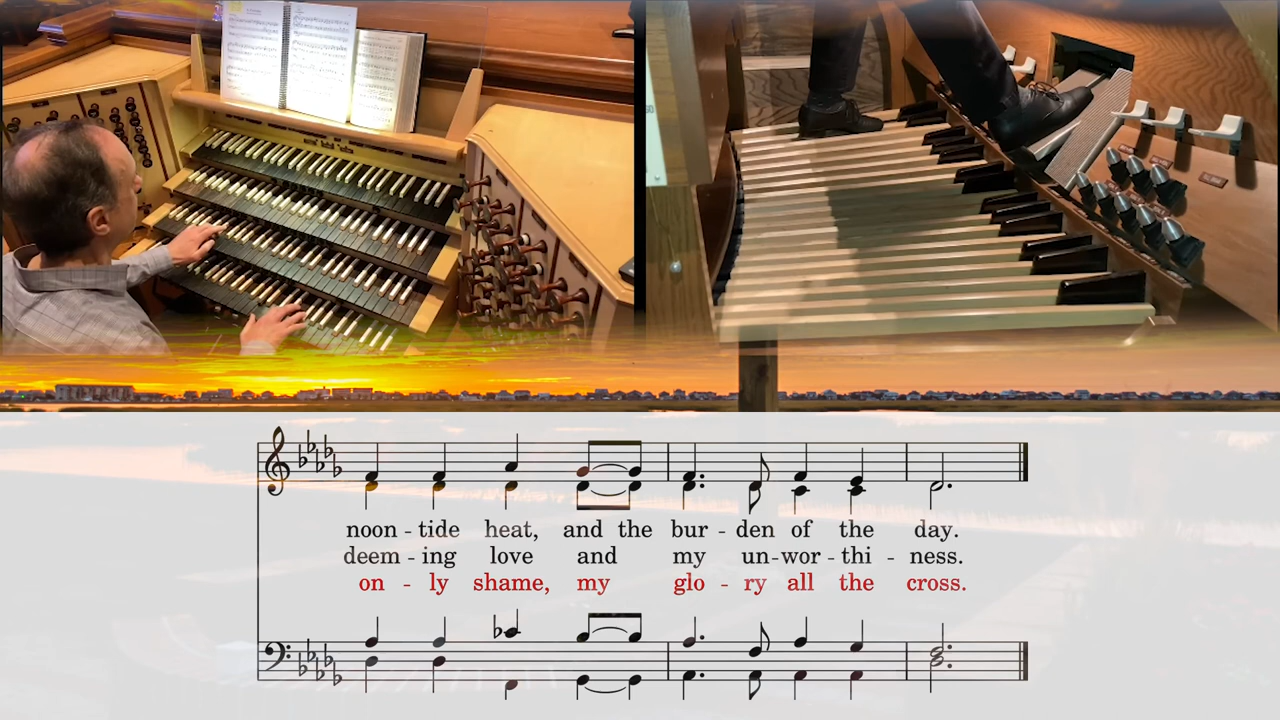 noon - tide heat, and the bur - den of the day.
deem - ing love and my un - wor - thi - ness.
on - ly shame, my glo - ry all the cross.